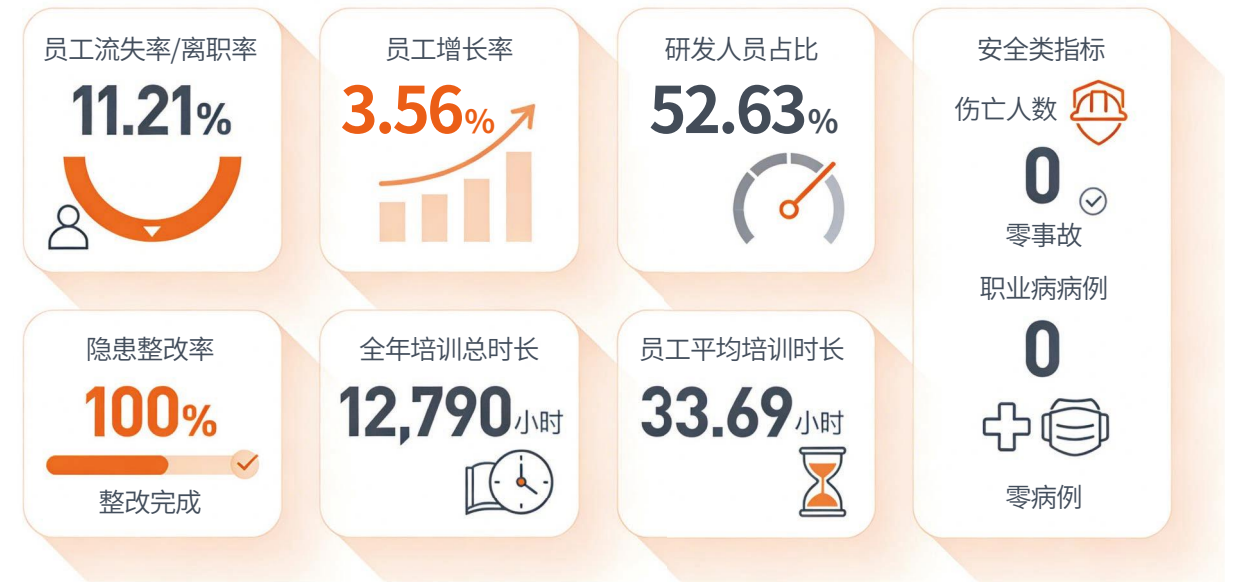 员工流失率/离职率
11.21%
员工增长率
3.56%
研发人员占比
52.63%
安全类指标
伤亡人数
0
零事故
职业病病例
0
零病例
隐患整改率
100%
整改完成
全年培训总时长
12,790小时
员工平均培训时长
33.69小时